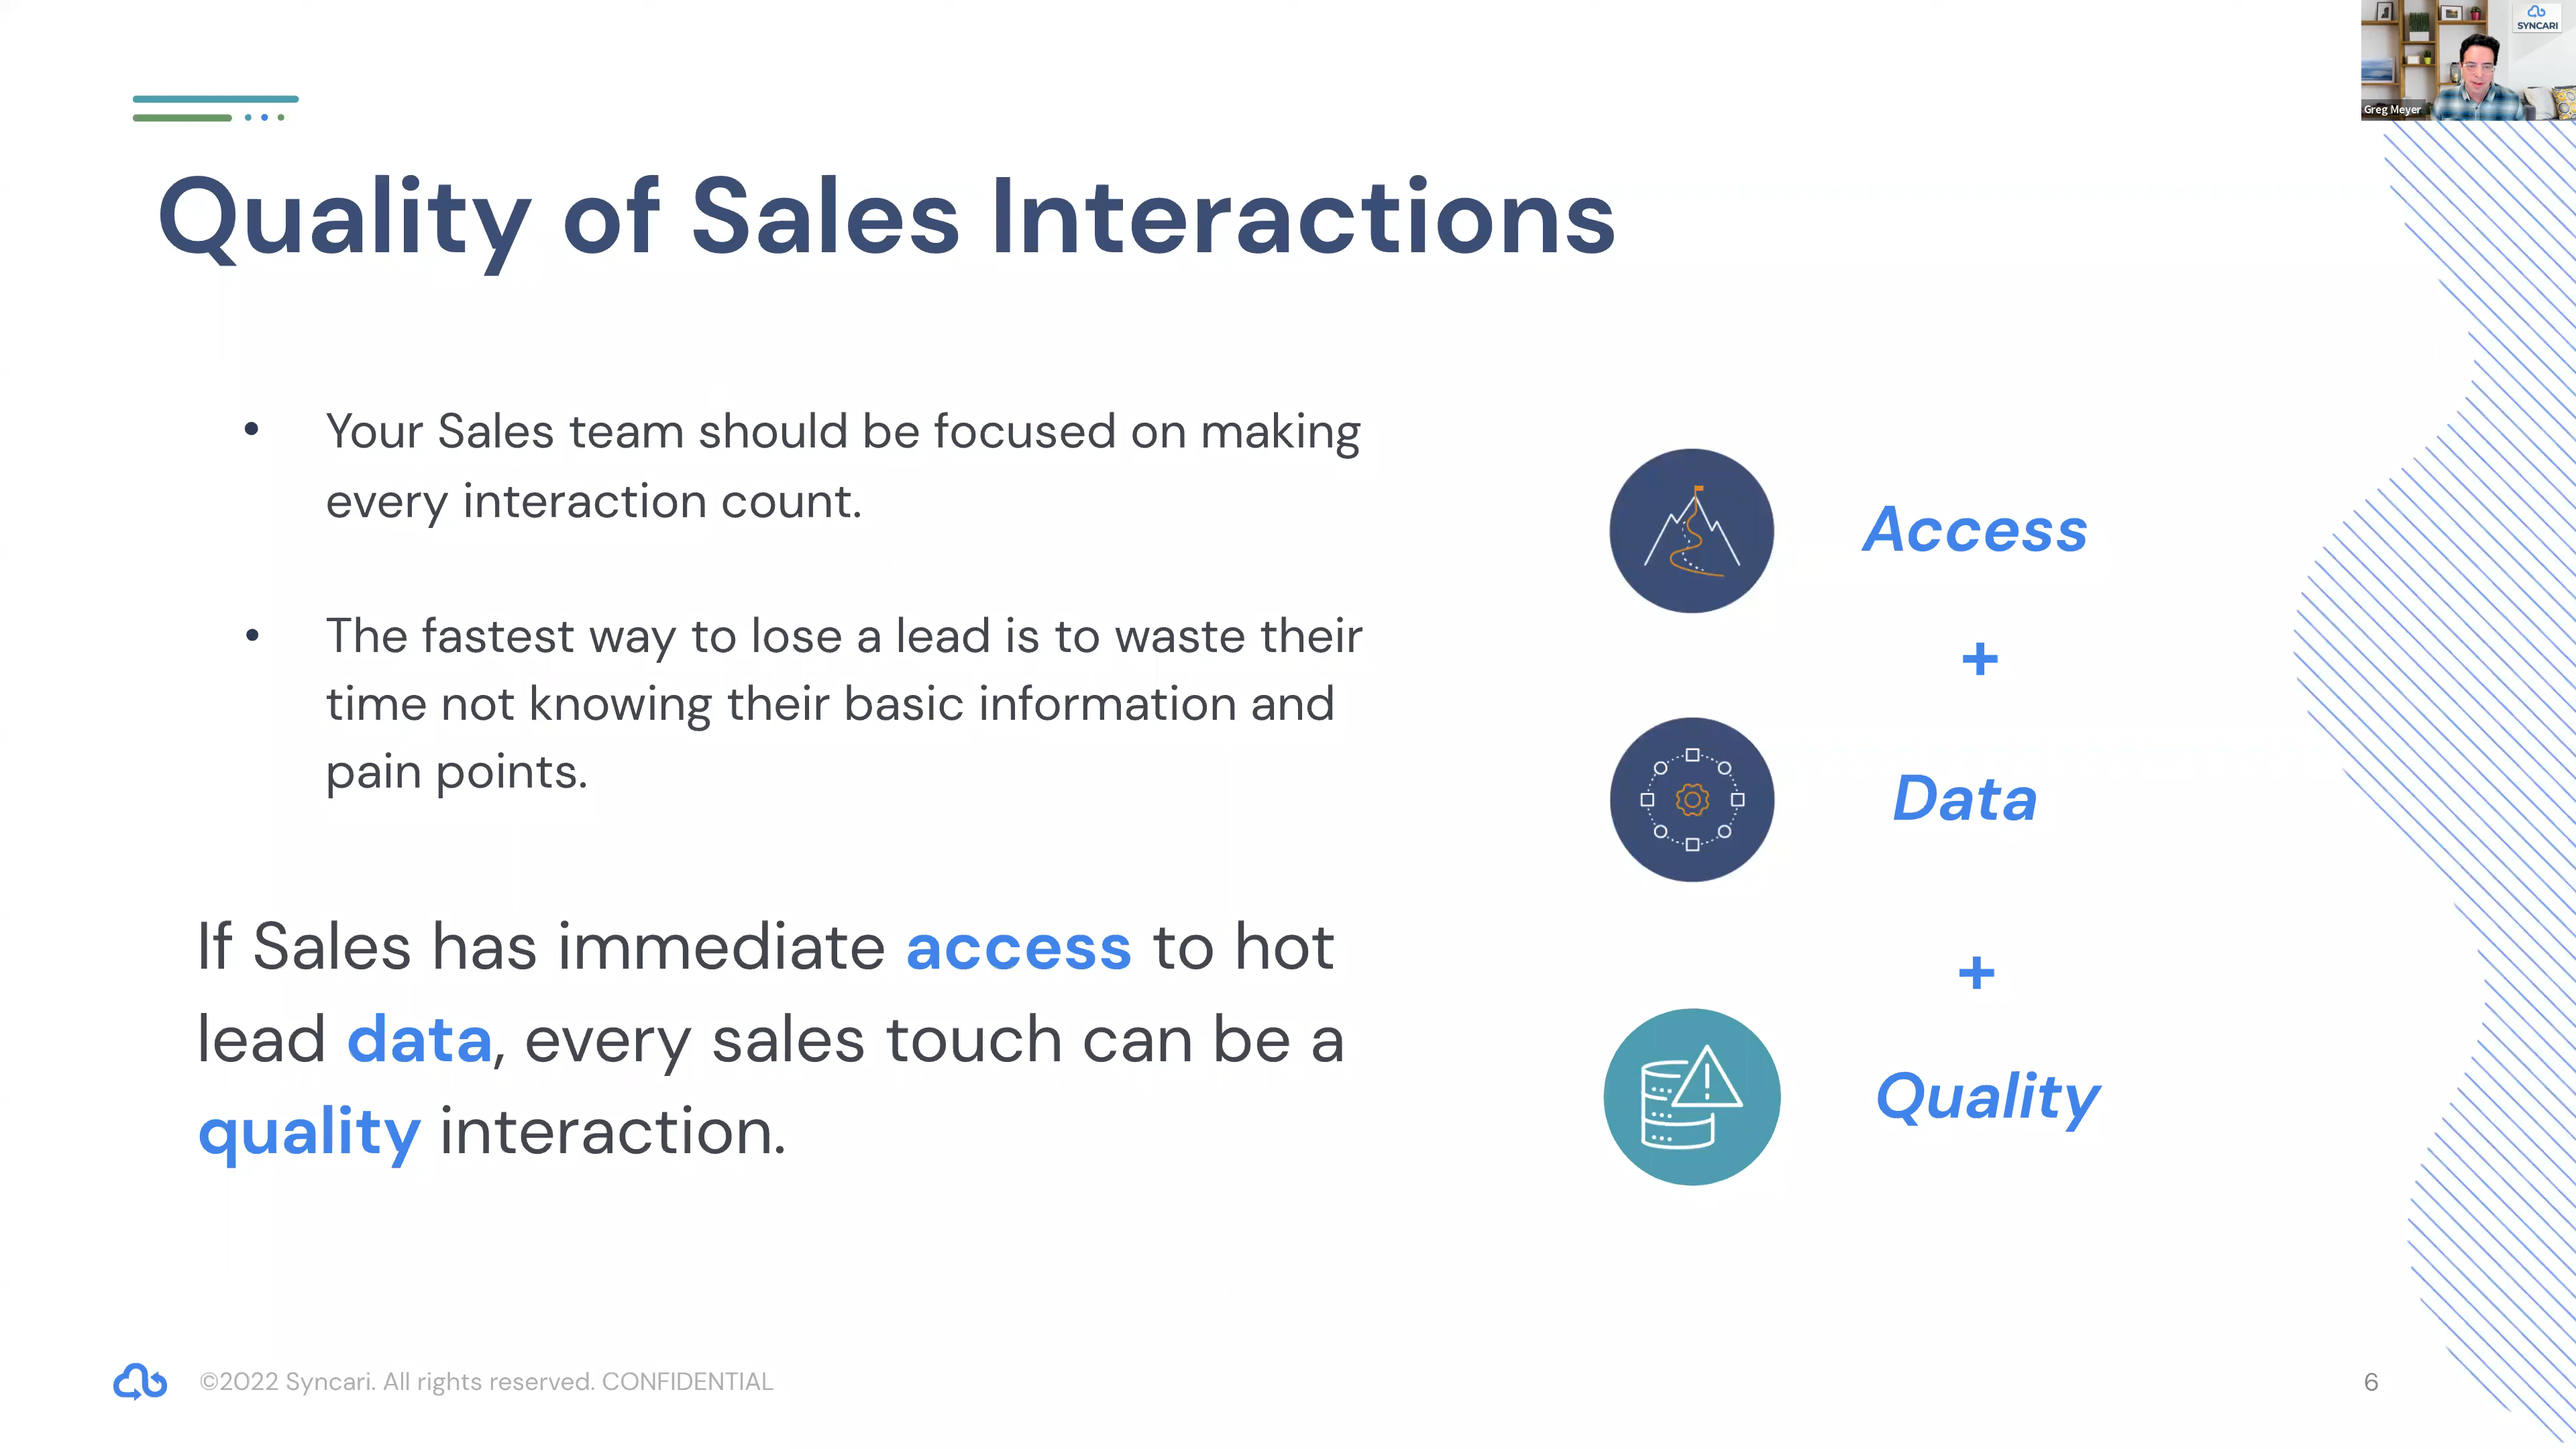 SYNCARI
Greg Meyer
Quality of Sales Interactions
• Your Sales team should be focused on making
every interaction count.
• The fastest way to lose a lead is to waste their
time not knowing their basic information and
pain points.
If Sales has immediate access to hot
lead data, every sales touch can be a
quality interaction.
Access
+
Data
+
Quality
©2022 Syncari. All rights reserved. CONFIDENTIAL
6